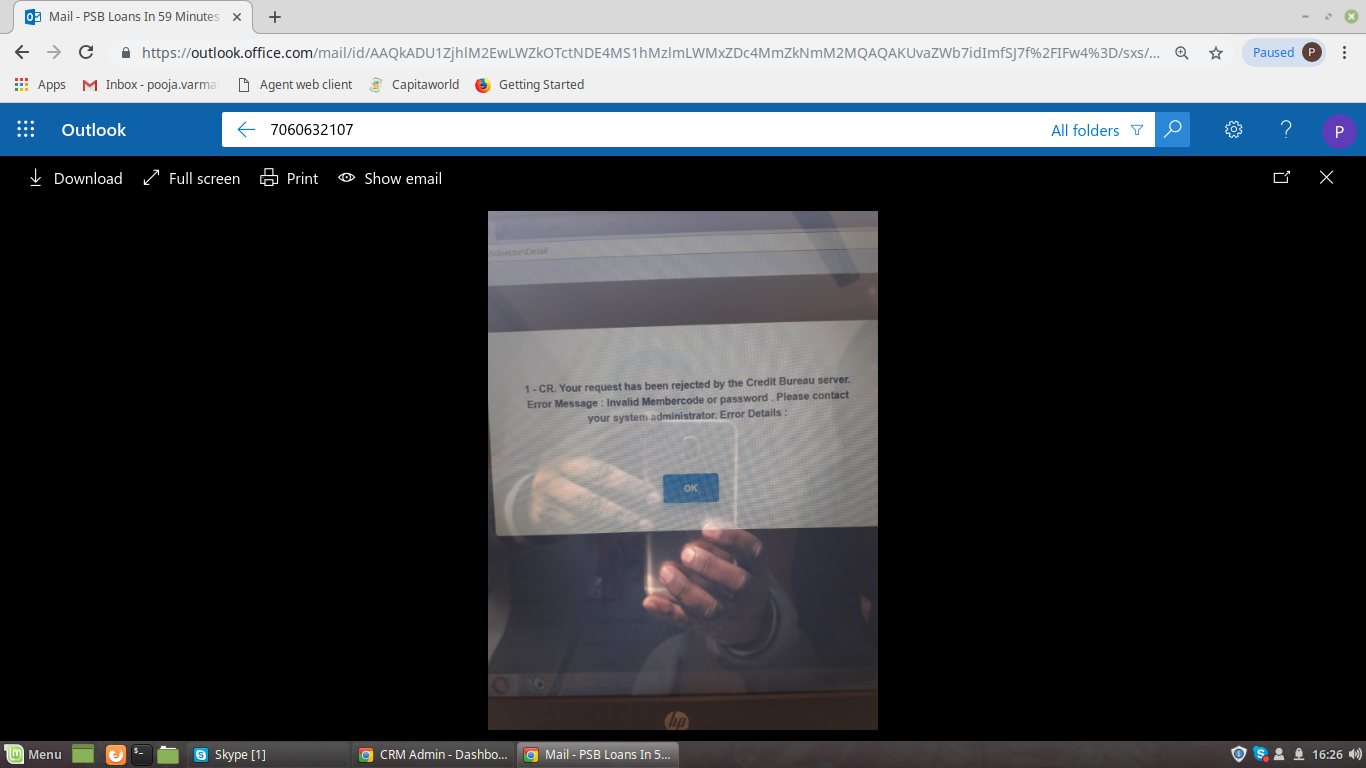 Mail - PSB Loans In 59 Minutes
https://outlook.office.com/mail/id/AAQkADU1ZjhlM2EwLWZkOTctNDE4MS1hMzlmLWMxZDc4MmZkNmM2MQAQAKUvaZWb7idImfSJ7f%2FIFw4%3D/sxs/...
Paused P
Apps Inbox - pooja.varma Agent web client Capitaworld Getting Started
Outlook 7060632107 All folders ? P
Download Full screen Print Show email
directorsDetail
1 - CR. Your request has been rejected by the Credit Bureau server.
Error Message : Invalid Membercode or password . Please contact
your system administrator. Error Details :
OK
hp
Menu Skype [1] CRM Admin - Dashbo... Mail - PSB Loans In 5... 16:26